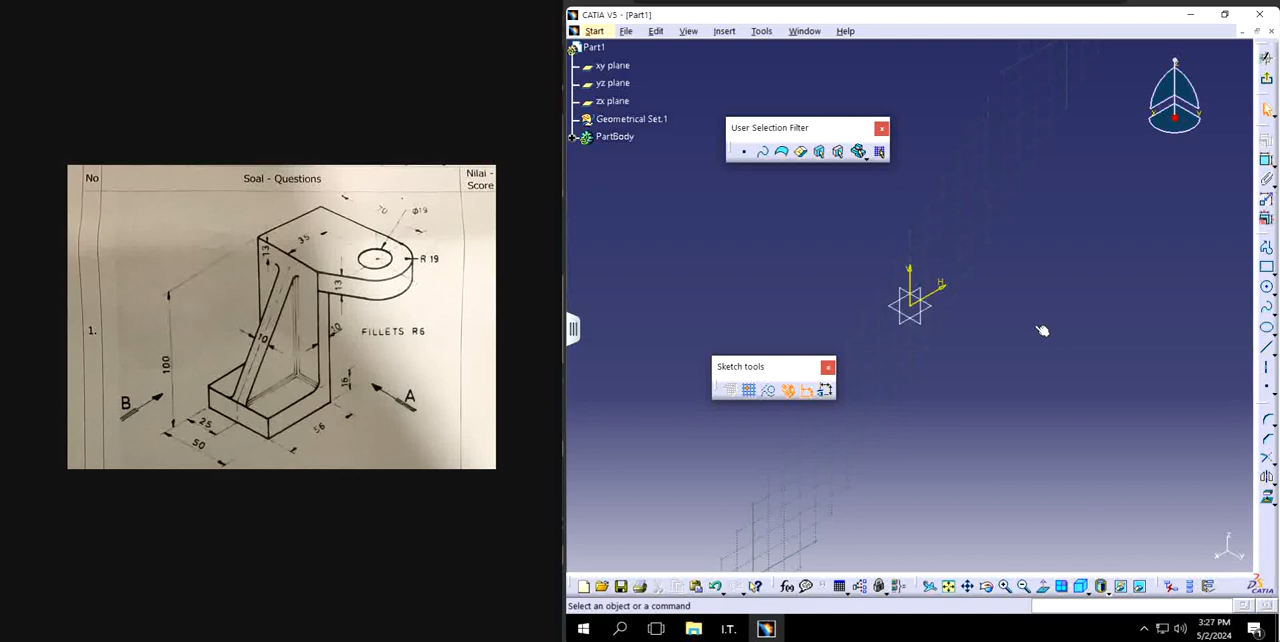 No
Soal - Questions
Nilai -
Score
1.
70
Ø19
35
13
R 19
13
FILLETS R6
10
10
100
16
A
B
25
50
56
CATIA V5 - [Part1]
Start File Edit View Insert Tools Window Help
Part1
xy plane
yz plane
zx plane
Geometrical Set.1
PartBody
User Selection Filter
V
H
Sketch tools
z
x y
Select an object or a command
CATIA
I.T.
3:27 PM
5/2/2024